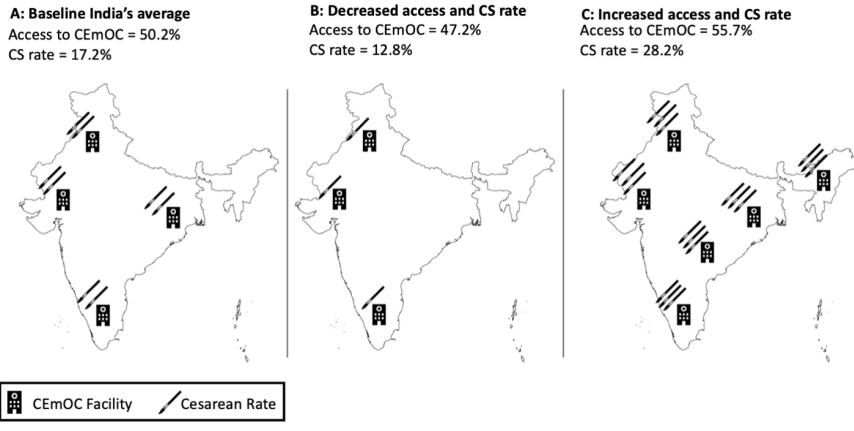 A: Baseline India's average
Access to CEmOC = 50.2%
CS rate = 17.2%
B: Decreased access and CS rate
Access to CEmOC = 47.2%
CS rate = 12.8%
C: Increased access and CS rate
Access to CEmOC = 55.7%
CS rate = 28.2%
CEmOC Facility
Cesarean Rate